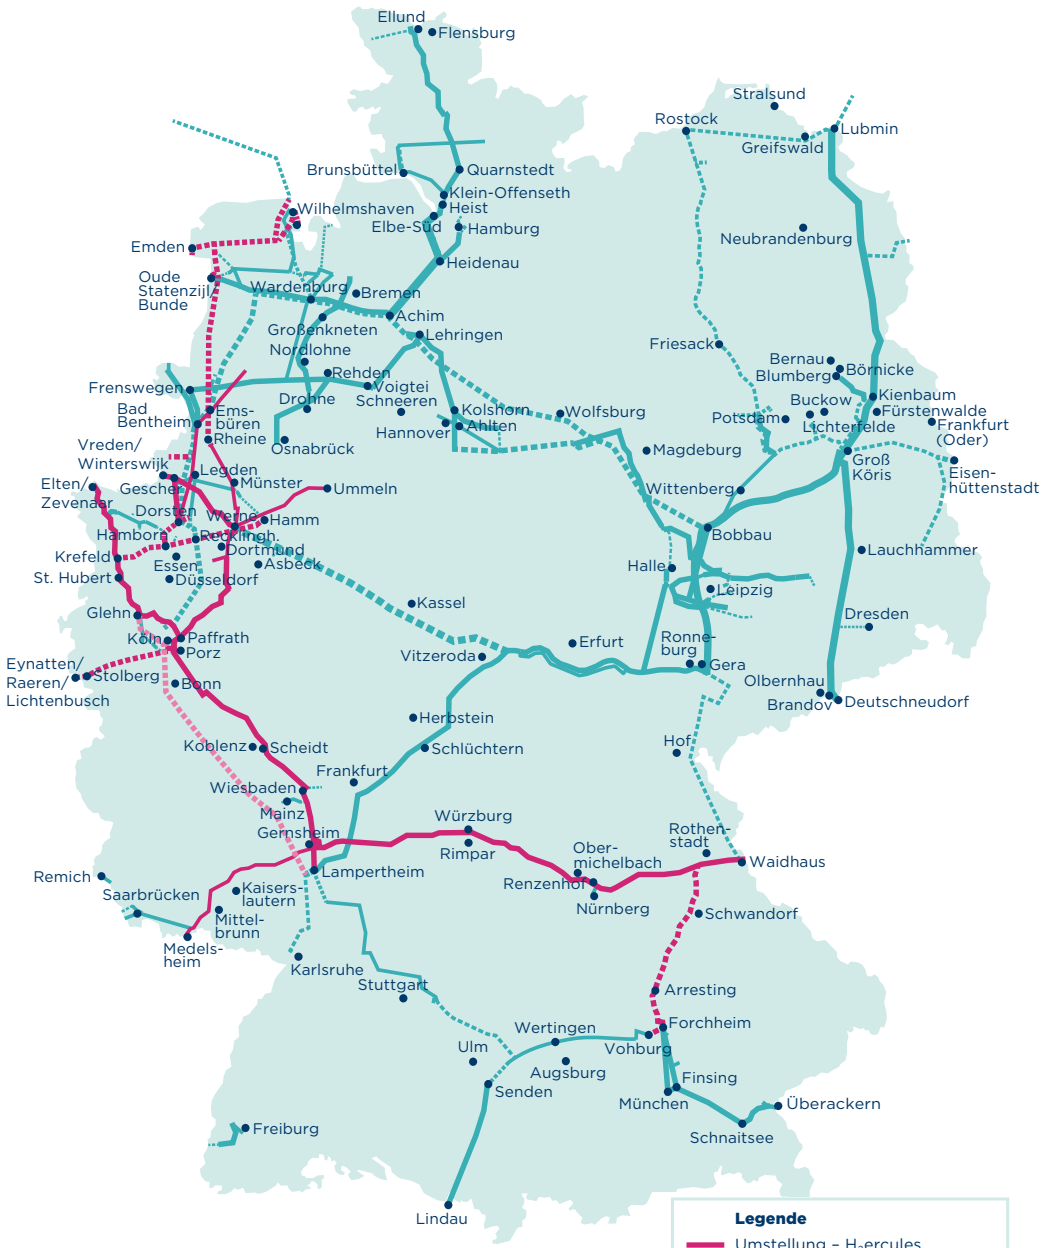 Ellund
Flensburg
Stralsund
Rostock
Lubmin
Greifswald
Brunsbüttel
Quarnstedt
Klein-Offenseth
Heist
Wilhelmshaven
Elbe-Süd
Hamburg
Neubrandenburg
Emden
Heidenau
Oude
Statenzijl/
Bunde
Wardenburg
Bremen
Achim
Großenkneten
Lehringen
Nordlohne
Friesack
Bernau
Börnicke
Blumberg
Rehden
Frenswegen
Voigtei
Drohne
Schneeren
Kienbaum
Buckow
Fürstenwalde
Bad
Bentheim
Ems-
büren
Kolshorn
Wolfsburg
Potsdam
Lichterfelde
Frankfurt
(Oder)
Hannover
Ahlten
Rheine
Osnabrück
Vreden/
Winterswijk
Magdeburg
Groß
Köris
Eisen-
hüttenstadt
Legden
Elten/
Zevenaar
Gescher
Münster
Ummeln
Wittenberg
Dorsten
Werne
Hamm
Hamborn
Recklingh.
Bobbau
Dortmund
Lauchhammer
Krefeld
Essen
Asbeck
Halle
St. Hubert
Düsseldorf
Leipzig
Glehn
Kassel
Dresden
Köln
Paffrath
Porz
Erfurt
Ronne-
burg
Vitzeroda
Gera
Eynatten/
Raeren/
Lichtenbusch
Stolberg
Bonn
Olbernhau
Brandov
Deutschneudorf
Herbstein
Koblenz
Scheidt
Schlüchtern
Hof
Frankfurt
Wiesbaden
Mainz
Gernsheim
Würzburg
Rimpar
Rothen-
stadt
Ober-
michelbach
Waidhaus
Remich
Lampertheim
Renzenhof
Saarbrücken
Kaisers-
lautern
Nürnberg
Mittel-
brunn
Schwandorf
Medels-
heim
Karlsruhe
Stuttgart
Arresting
Wertingen
Forchheim
Ulm
Vohburg
Augsburg
Senden
Finsing
München
Überackern
Freiburg
Schnaitsee
Lindau
Legende
Umstellung – H₂ercules